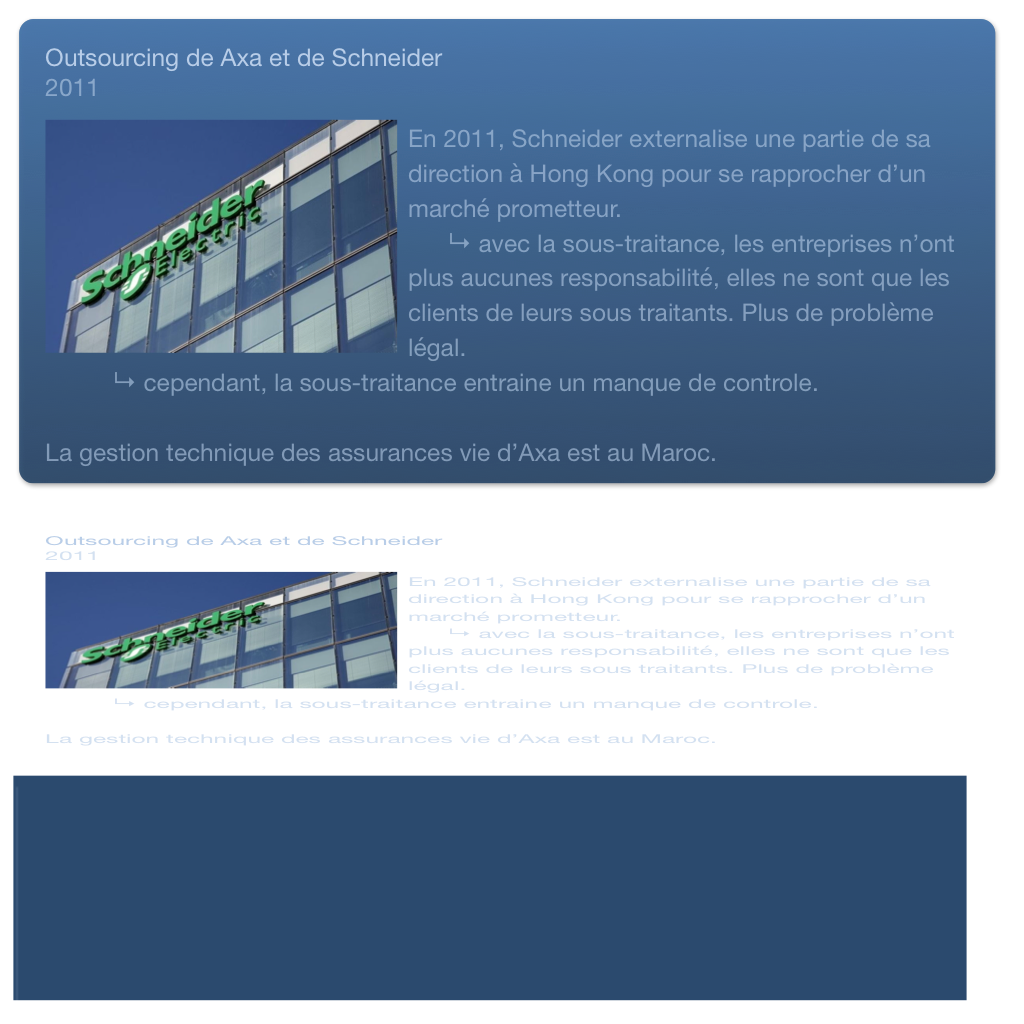 Outsourcing de Axa et de Schneider
2011
Schneider
Electric
En 2011, Schneider externalise une partie de sa
direction à Hong Kong pour se rapprocher d’un
marché prometteur.
↳ avec la sous-traitance, les entreprises n’ont
plus aucunes responsabilité, elles ne sont que les
clients de leurs sous traitants. Plus de problème
légal.
↳ cependant, la sous-traitance entraine un manque de controle.
La gestion technique des assurances vie d’Axa est au Maroc.
Outsourcing de Axa et de Schneider
2011
Schneider
Electric
En 2011, Schneider externalise une partie de sa
direction à Hong Kong pour se rapprocher d’un
marché prometteur.
↳ avec la sous-traitance, les entreprises n’ont
plus aucunes responsabilité, elles ne sont que les
clients de leurs sous traitants. Plus de problème
légal.
↳ cependant, la sous-traitance entraine un manque de controle.
La gestion technique des assurances vie d’Axa est au Maroc.